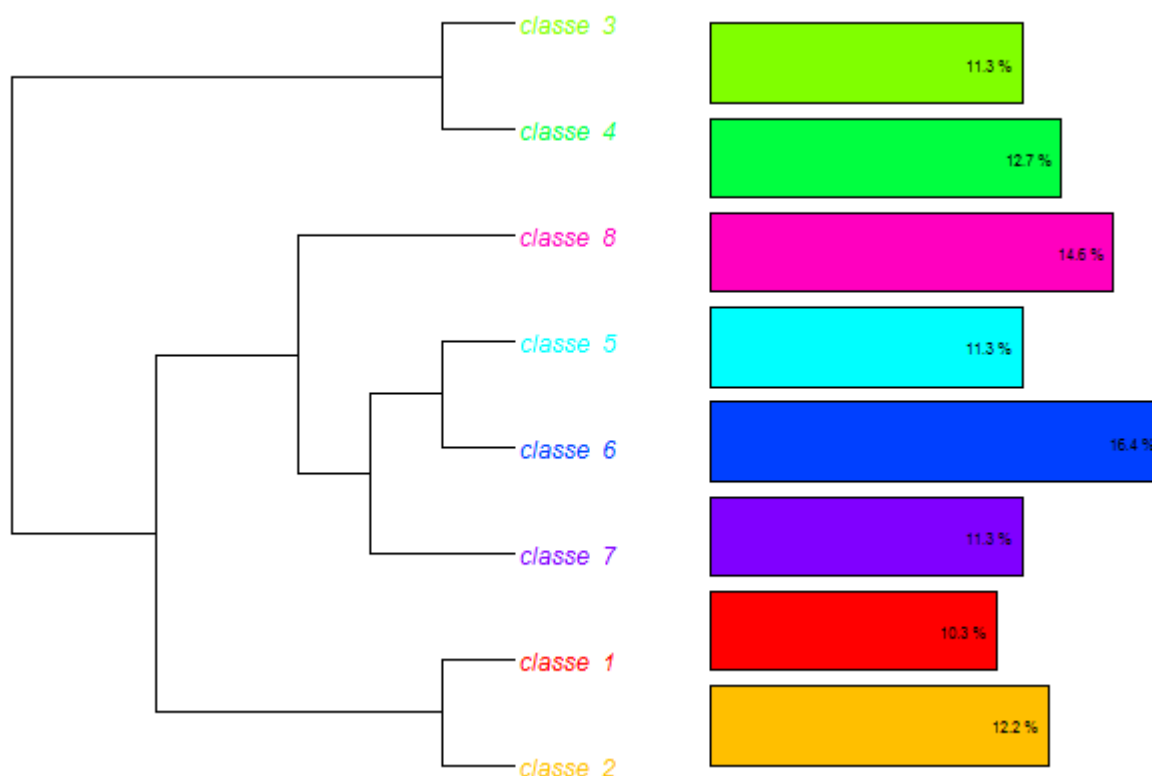 classe 3
11.3 %
classe 4
12.7 %
classe 8
14.6 %
classe 5
11.3 %
classe 6
16.4 %
classe 7
11.3 %
classe 1
10.3 %
classe 2
12.2 %